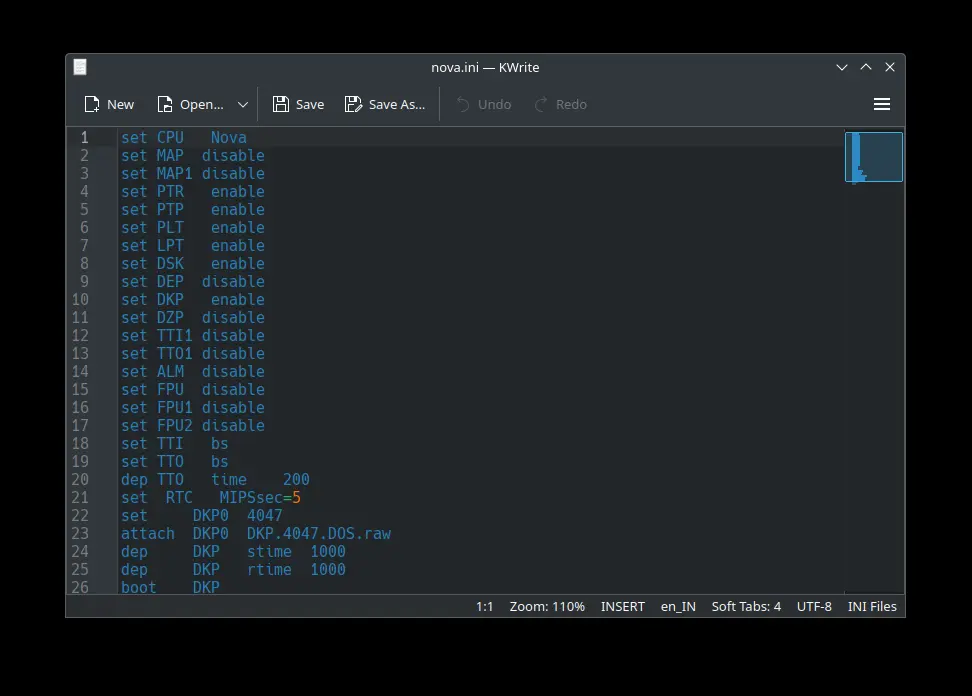 nova.ini — KWrite
New Open... Save Save As... Undo Redo
1 set CPU   Nova
2 set MAP  disable
3 set MAP1 disable
4 set PTR   enable
5 set PTP   enable
6 set PLT   enable
7 set LPT   enable
8 set DSK   enable
9 set DEP  disable
10 set DKP   enable
11 set DZP  disable
12 set TTI1 disable
13 set TTO1 disable
14 set ALM  disable
15 set FPU  disable
16 set FPU1 disable
17 set FPU2 disable
18 set TTI   bs
19 set TTO   bs
20 dep TTO   time    200
21 set  RTC   MIPSsec=5
22 set     DKP0  4047
23 attach  DKP0  DKP.4047.DOS.raw
24 dep     DKP   stime  1000
25 dep     DKP   rtime  1000
26 boot    DKP
1:1 Zoom: 110% INSERT en_IN Soft Tabs: 4 UTF-8 INI Files